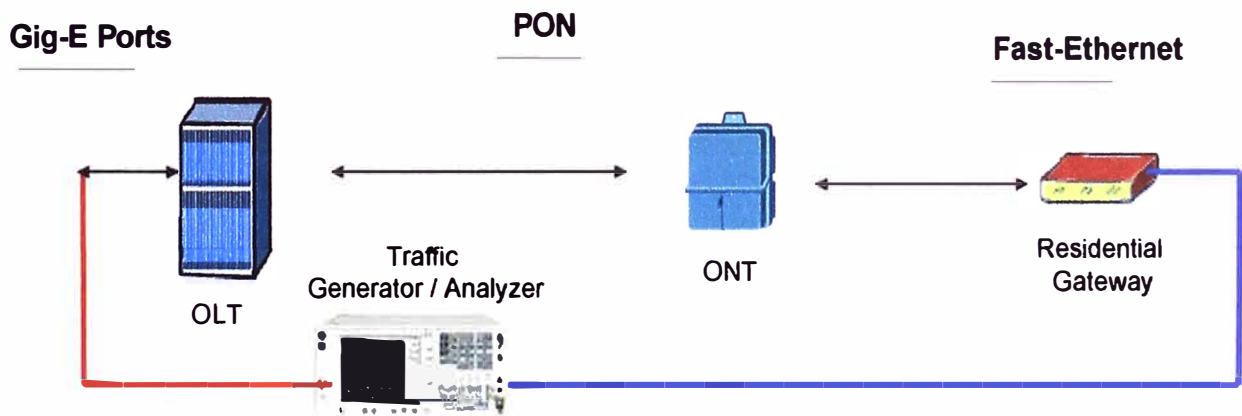 Gig-E Ports
PON
Fast-Ethernet
OLT
Traffic
Generator / Analyzer
ONT
Residential
Gateway